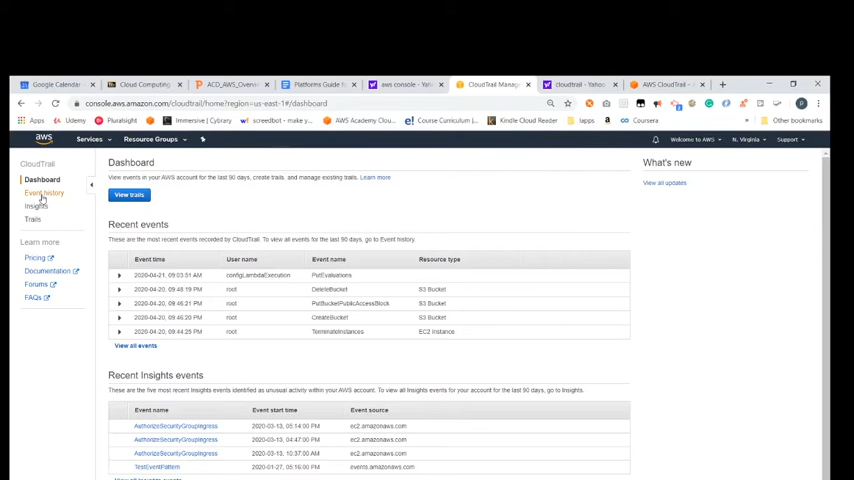 Google Calendar
Cloud Computing
ACD_AWS_Overvi
Platforms Guide for
aws console - Ya
CloudTrail Manage
cloudtrail - Yahoo
AWS CloudTrail –
console.aws.amazon.com/cloudtrail/home?region=us-east-1#/dashboard
Apps
Udemy
Pluralsight
Immersive | Cybrary
screedbot - make y...
AWS Academy Clou...
Course Curriculum |...
Kindle Cloud Reader
lapps
Coursera
»
Other bookmarks
aws
Services
Resource Groups
Welcome to AWS
N. Virginia
Support
CloudTrail
Dashboard
Event history
Insights
Trails
Learn more
Pricing
Documentation
Forums
FAQs
Dashboard
View events in your AWS account for the last 90 days, create trails, and manage existing trails. Learn more
View trails
Recent events
These are the most recent events recorded by CloudTrail. To view all events for the last 90 days, go to Event history.
Event time User name Event name Resource type
2020-04-21, 09:03:51 AM configLambdaExecution PutEvaluations
2020-04-20, 09:48:19 PM root DeleteBucket S3 Bucket
2020-04-20, 09:46:21 PM root PutBucketPublicAccessBlock S3 Bucket
2020-04-20, 09:46:20 PM root CreateBucket S3 Bucket
2020-04-20, 09:44:25 PM root TerminateInstances EC2 Instance
View all events
Recent Insights events
These are the five most recent Insights events identified as unusual activity within your AWS account. To view all Insights events for your account for the last 90 days, go to Insights.
Event name Event start time Event source
AuthorizeSecurityGroupIngress 2020-03-13, 05:14:00 PM ec2.amazonaws.com
AuthorizeSecurityGroupIngress 2020-03-13, 04:47:00 PM ec2.amazonaws.com
AuthorizeSecurityGroupIngress 2020-03-13, 10:37:00 AM ec2.amazonaws.com
TestEventPattern 2020-01-27, 05:16:00 PM events.amazonaws.com
View all Insights events
What's new
View all updates